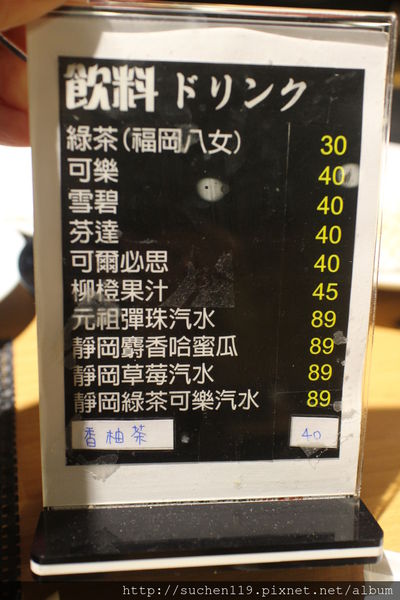 飲料 ドリンク
綠茶(福岡八女) 30
可樂 40
雪碧 40
芬達 40
可爾必思 40
柳橙果汁 45
元祖彈珠汽水 89
靜岡麝香哈蜜瓜 89
靜岡草莓汽水 89
靜岡綠茶可樂汽水 89
香柚茶 40
http://suchen119.pixnet.net/album